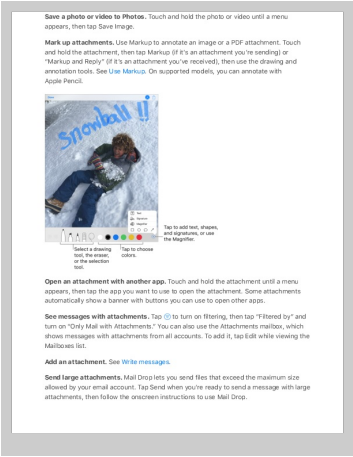 Save a photo or video to Photos. Touch and hold the photo or video until a menu
appears, then tap Save Image.
Mark up attachments. Use Markup to annotate an image or a PDF attachment. Touch
and hold the attachment, then tap Markup (if it's an attachment you're sending) or
"Markup and Reply" (if it's an attachment you've received), then use the drawing and
annotation tools. See Use Markup. On supported models, you can annotate with
Apple Pencil.
Snowball !!
Text
Signature
Magnifier
Tap to add text, shapes,
and signatures, or use
the Magnifier.
Select a drawing
tool, the eraser,
or the selection
tool.
Tap to choose
colors.
Open an attachment with another app. Touch and hold the attachment until a menu
appears, then tap the app you want to use to open the attachment. Some attachments
automatically show a banner with buttons you can use to open other apps.
See messages with attachments. Tap to turn on filtering, then tap "Filtered by" and
turn on "Only Mail with Attachments." You can also use the Attachments mailbox, which
shows messages with attachments from all accounts. To add it, tap Edit while viewing the
Mailboxes list.
Add an attachment. See Write messages.
Send large attachments. Mail Drop lets you send files that exceed the maximum size
allowed by your email account. Tap Send when you're ready to send a message with large
attachments, then follow the onscreen instructions to use Mail Drop.